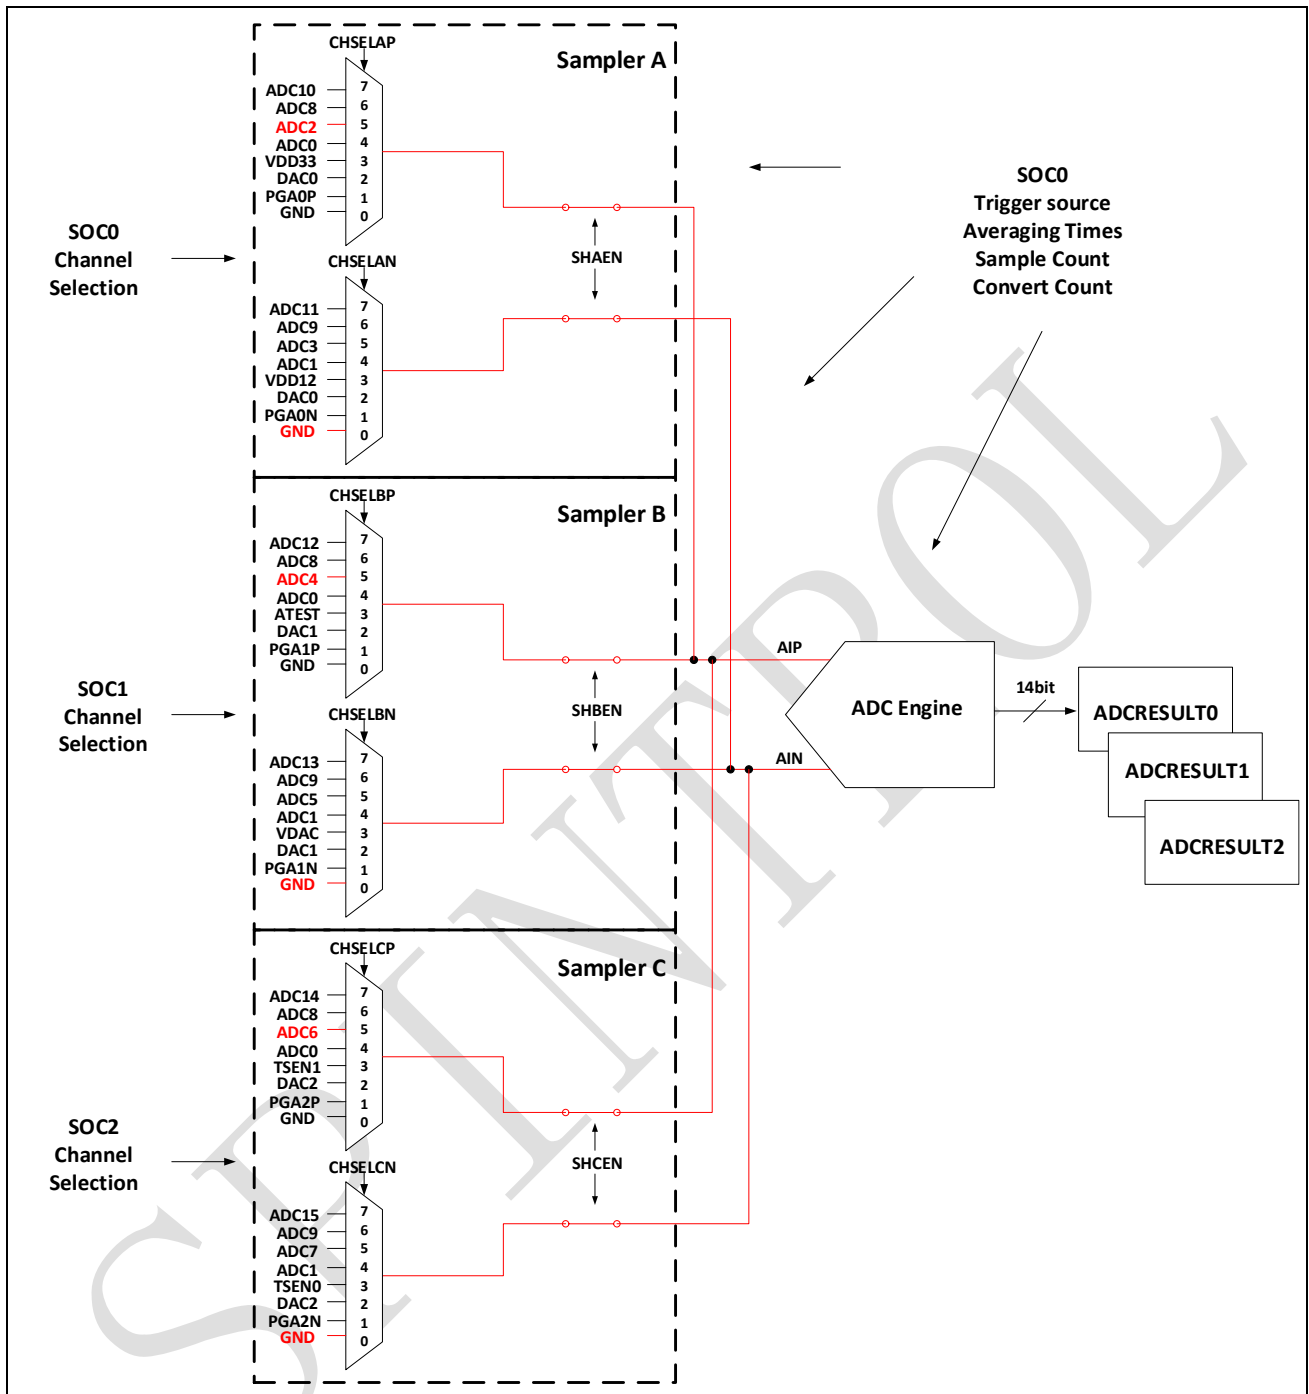 CHSELAP
Sampler A
ADC10
7
ADC8
6
ADC2
5
ADC0
4
VDD33
3
DAC0
2
PGA0P
1
GND
0
SOC0
Channel
Selection
SHAEN
CHSELAN
ADC11
7
ADC9
6
ADC3
5
ADC1
4
VDD12
3
DAC0
2
PGA0N
1
GND
0
SOC0
Trigger source
Averaging Times
Sample Count
Convert Count
CHSELBP
Sampler B
ADC12
7
ADC8
6
ADC4
5
ADC0
4
ATEST
3
DAC1
2
PGA1P
1
GND
0
SOC1
Channel
Selection
SHBEN
CHSELBN
ADC13
7
ADC9
6
ADC5
5
ADC1
4
VDAC
3
DAC1
2
PGA1N
1
GND
0
AIP
AIN
ADC Engine
14bit
ADCRESULT0
ADCRESULT1
ADCRESULT2
CHSELCP
Sampler C
ADC14
7
ADC8
6
ADC6
5
ADC0
4
TSEN1
3
DAC2
2
PGA2P
1
GND
0
SOC2
Channel
Selection
SHCEN
CHSELCN
ADC15
7
ADC9
6
ADC7
5
ADC1
4
TSEN0
3
DAC2
2
PGA2N
1
GND
0
SPINTROL